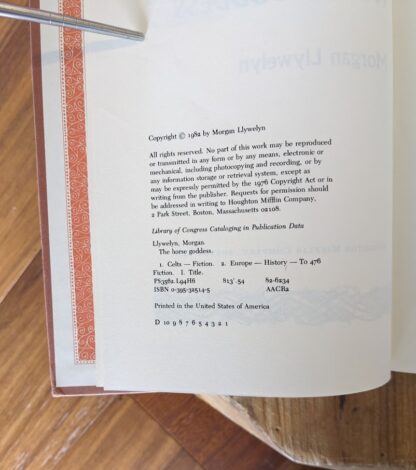 Copyright © 1982 by Morgan Llywelyn
All rights reserved. No part of this work may be reproduced
or transmitted in any form or by any means, electronic or
mechanical, including photocopying and recording, or by
any information storage or retrieval system, except as
may be expressly permitted by the 1976 Copyright Act or in
writing from the publisher. Requests for permission should
be addressed in writing to Houghton Mifflin Company,
2 Park Street, Boston, Massachusetts 02108.
Library of Congress Cataloging in Publication Data
Llywelyn, Morgan.
The horse goddess.
1. Celts — Fiction. 2. Europe — History — To 476
Fiction. I. Title.
PS3562.L94H6 813'.54 82-6234
ISBN 0-395-32514-5 AACR2
Printed in the United States of America
D 10 9 8 7 6 5 4 3 2 1
Morgan Llywelyn